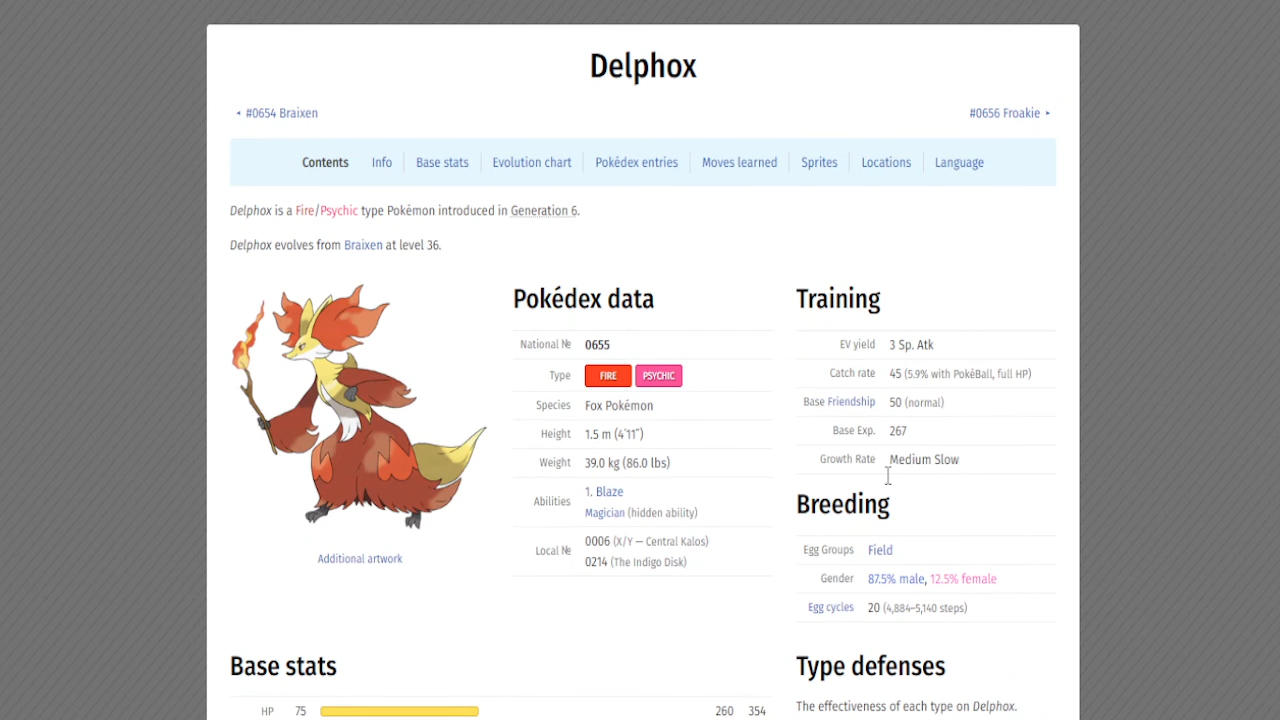 Delphox
◂ #0654 Braixen
#0656 Froakie ▸
Contents Info Base stats Evolution chart Pokédex entries Moves learned Sprites Locations Language
Delphox is a Fire/Psychic type Pokémon introduced in Generation 6.
Delphox evolves from Braixen at level 36.
Additional artwork
Pokédex data
National № 0655
Type FIRE PSYCHIC
Species Fox Pokémon
Height 1.5 m (4′11″)
Weight 39.0 kg (86.0 lbs)
Abilities 1. Blaze
Magician (hidden ability)
Local № 0006 (X/Y — Central Kalos)
0214 (The Indigo Disk)
Training
EV yield 3 Sp. Atk
Catch rate 45 (5.9% with PokéBall, full HP)
Base Friendship 50 (normal)
Base Exp. 267
Growth Rate Medium Slow
Breeding
Egg Groups Field
Gender 87.5% male, 12.5% female
Egg cycles 20 (4,884–5,140 steps)
Base stats
HP 75 260 354
Type defenses
The effectiveness of each type on Delphox.